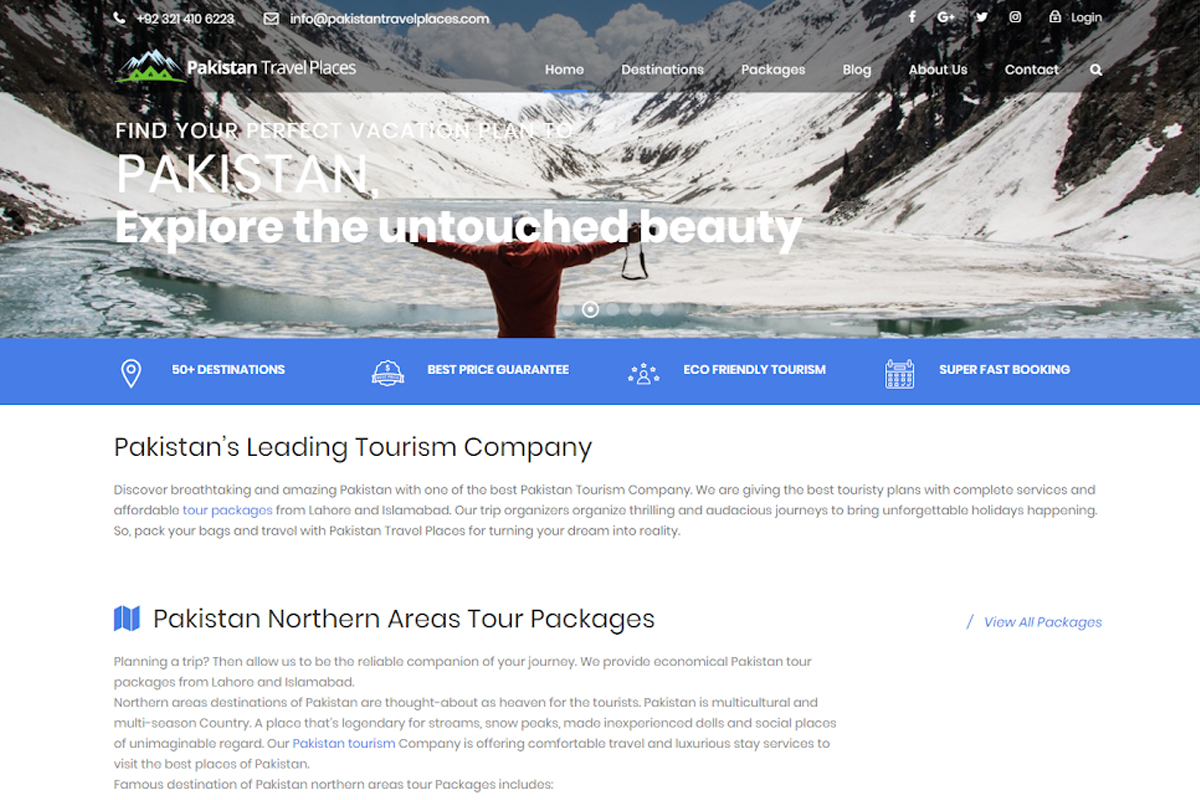 +92 321 410 6223 info@pakistantravelplaces.com Login
Pakistan Travel Places
Home Destinations Packages Blog About Us Contact
FIND YOUR PERFECT VACATION PLAN TO
PAKISTAN,
Explore the untouched beauty
50+ DESTINATIONS BEST PRICE GUARANTEE ECO FRIENDLY TOURISM SUPER FAST BOOKING
Pakistan's Leading Tourism Company
Discover breathtaking and amazing Pakistan with one of the best Pakistan Tourism Company. We are giving the best touristy plans with complete services and
affordable tour packages from Lahore and Islamabad. Our trip organizers organize thrilling and audacious journeys to bring unforgettable holidays happening.
So, pack your bags and travel with Pakistan Travel Places for turning your dream into reality.
Pakistan Northern Areas Tour Packages / View All Packages
Planning a trip? Then allow us to be the reliable companion of your journey. We provide economical Pakistan tour
packages from Lahore and Islamabad.
Northern areas destinations of Pakistan are thought-about as heaven for the tourists. Pakistan is multicultural and
multi-season Country. A place that's legendary for streams, snow peaks, made inexperienced dells and social places
of unimaginable regard. Our Pakistan tourism Company is offering comfortable travel and luxurious stay services to
visit the best places of Pakistan.
Famous destination of Pakistan northern areas tour Packages includes: